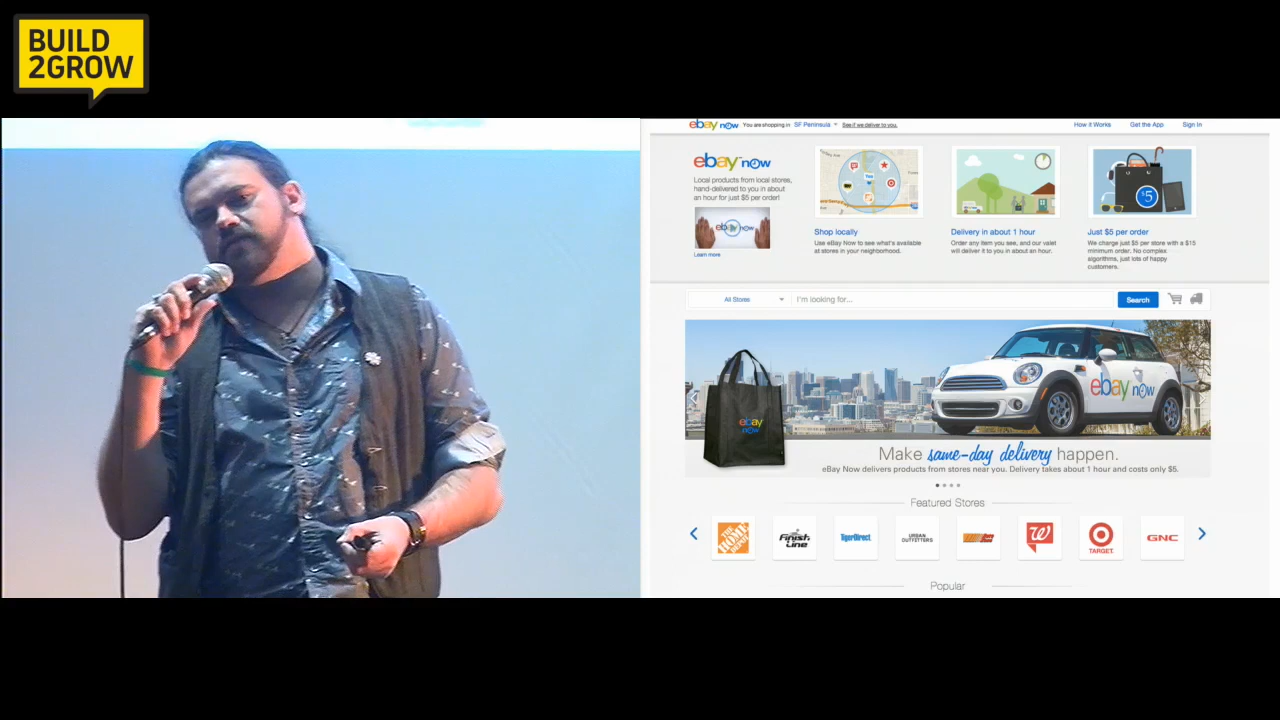 BUILD
2GROW
ebay now You are shopping in SF Peninsula See if we deliver to you.
How it Works Get the App Sign In
ebay now
Local products from local stores,
hand-delivered to you in about
an hour for just $5 per order!
ebay now
Learn more
Shop locally
Use eBay Now to see what's available
at stores in your neighborhood.
Delivery in about 1 hour
Order any item you see, and our valet
will deliver it to you in about an hour.
$5
Just $5 per order
We charge just $5 per store with a $15
minimum order. No complex
algorithms, just lots of happy
customers.
All Stores I'm looking for... Search
ebay now
ebay
now
Make same-day delivery happen.
eBay Now delivers products from stores near you. Delivery takes about 1 hour and costs only $5.
Featured Stores
THE HOME DEPOT
Finish Line
TigerDirect
URBAN
OUTFITTERS
W
TARGET
GNC
Popular